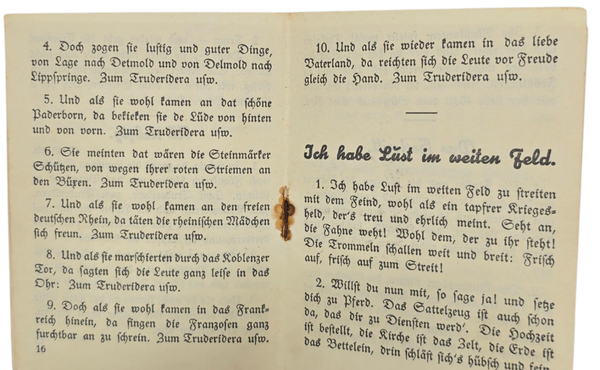 4. Doch zogen sie lustig und guter Dinge,
von Lage nach Detmold und von Delmold nach
Lippspringe. Zum Truderidera usw.
5. Und als sie wohl kamen an dat schöne
Paderborn, da bekieken se de Lüde von hinten
und von vorn. Zum Truderidera usw.
6. Sie meinten dat wären die Steinmärker
Schützen, von wegen ihrer roten Striemen an
den Büxen. Zum Truderidera usw.
7. Und als sie wohl kamen an den freien
deutschen Rhein, da täten die rheinischen Mädchen
sich freun. Zum Truderidera usw.
8. Und als sie marschierten durch das Koblenzer
Tor, da sagten sich die Leute ganz leise in das
Ohr: Zum Truderidera usw.
9. Doch als sie wohl kamen in das Frank-
reich hinein, da fingen die Franzosen ganz
furchtbar an zu schrein. Zum Truderidera usw.
16
10. Und als sie wieder kamen in das liebe
Vaterland, da reichten sich die Leute vor Freude
gleich die Hand. Zum Truderidera usw.
Ich habe Lust im weiten Feld.
1. Ich habe Lust im weiten Feld zu streiten
mit dem Feind, wohl als ein tapfrer Krieges-
held, der's treu und ehrlich meint. Seht an,
die Fahne weht! Wohl dem, der zu ihr steht!
Die Trommeln schallen weit und breit: Frisch
auf, frisch auf zum Streit!
2. Willst du nun mit, so sage ja! und setze
dich zu Pferd. Das Sattelzeug ist auch schon
da, das dir zu Diensten werd'. Die Hochzeit
ist bestellt, die Kirche ist das Zelt, die Erde ist
das Bettelein, drin schläft sich's hübsch und fein.